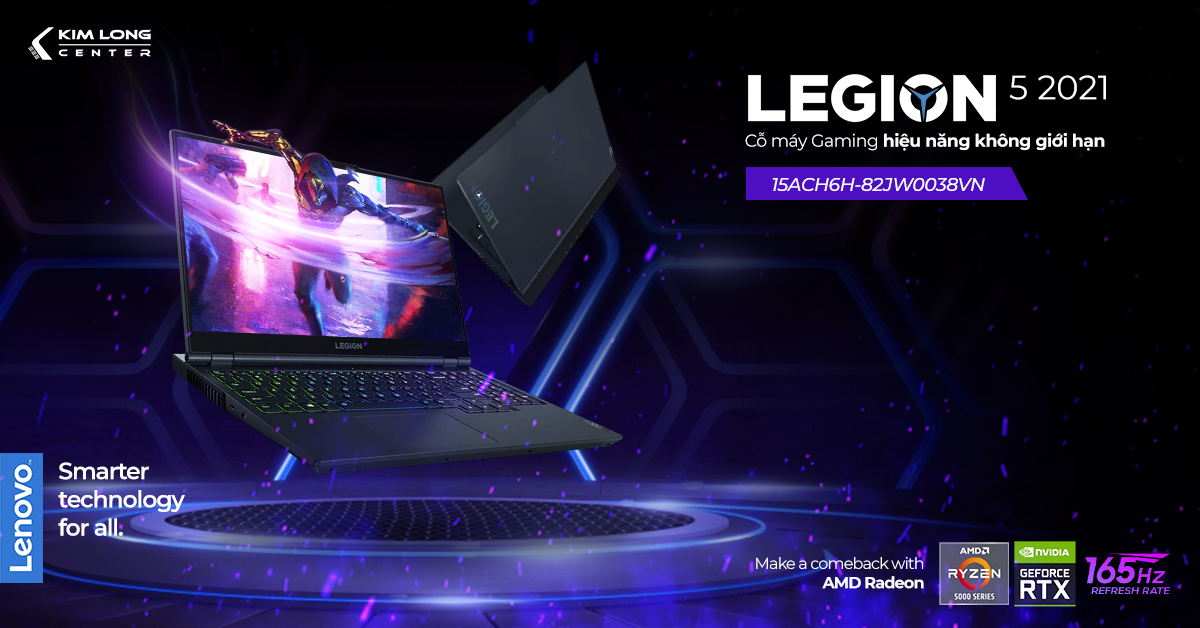 KIM LONG
CENTER
LEGION 5 2021
Cỗ máy Gaming hiệu năng không giới hạn
15ACH6H-82JW0038VN
LEGION
LEGION
Lenovo
Smarter
technology
for all.
Make a comeback with
AMD Radeon
AMD
RYZEN
5000 SERIES
NVIDIA
GEFORCE
RTX
165Hz
REFRESH RATE